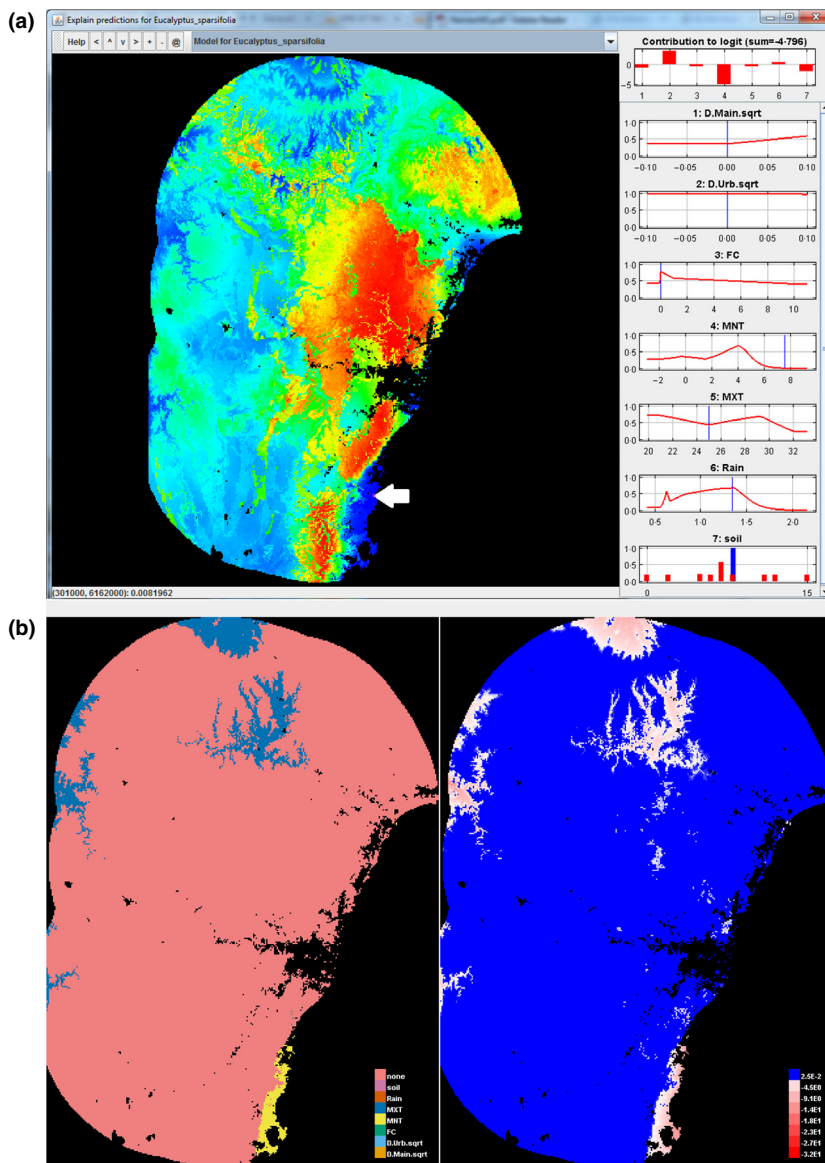 (a)
Explain predictions for Eucalyptus_sparsifolia
Help < ^ v > + - @ Model for Eucalyptus_sparsifolia
Contribution to logit (sum=-4·796)
0
−5
1 2 3 4 5 6 7
1: D.Main.sqrt
1·0
0·5
0·0
−0·10 −0·05 0·00 0·05 0·10
2: D.Urb.sqrt
1·0
0·5
0·0
−0·10 −0·05 0·00 0·05 0·10
3: FC
1·0
0·5
0·0
0 2 4 6 8 10
4: MNT
1·0
0·5
0·0
−2 0 2 4 6 8
5: MXT
1·0
0·5
0·0
20 22 24 26 28 30 32
6: Rain
1·0
0·5
0·0
0·5 1·0 1·5 2·0
7: soil
1·0
0·5
0·0
0 15
(301000, 6162000): 0.0081962
(b)
none
soil
Rain
MXT
MNT
FC
D.Urb.sqrt
D.Main.sqrt
2.5E-2
-4.5E0
-9.1E0
-1.4E1
-1.8E1
-2.3E1
-2.7E1
-3.2E1